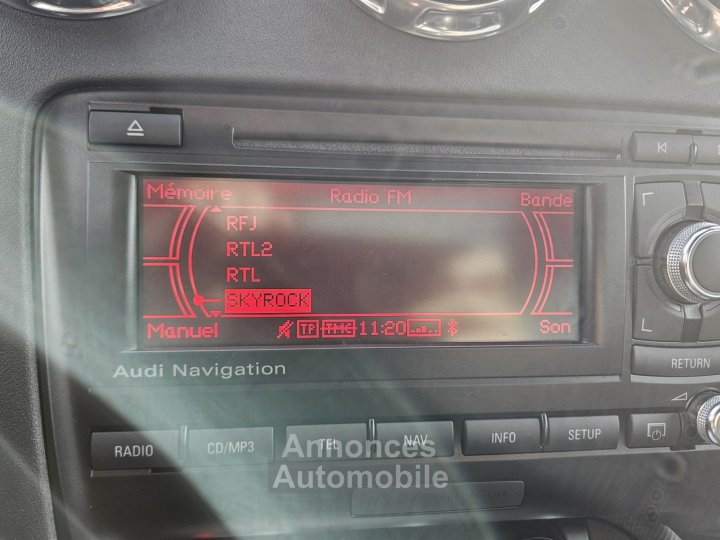 Mémoire Radio FM Bande
RFJ
RTL2
RTL
SKYROCK
Manuel TP TMC 11:20 Son
Audi Navigation
RETURN
RADIO CD/MP3 TEL NAV INFO SETUP
Annonces
Automobile